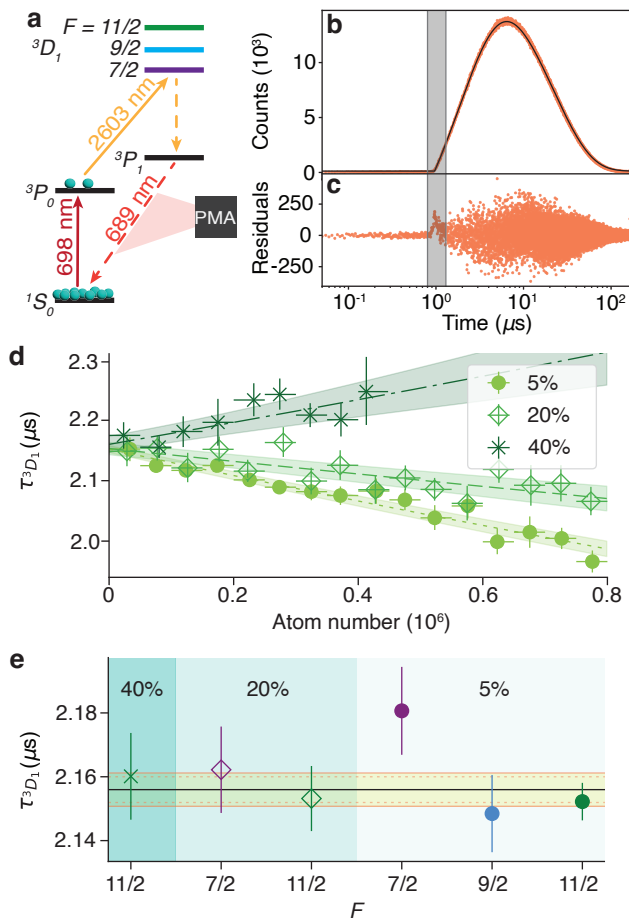 a
F = 11/2
³D₁
9/2
7/2
2603 nm
³P₁
³P₀
698 nm
689 nm
PMA
¹S₀
b
Counts (10³)
10
5
0
c
Residuals
250
0
-250
10⁻¹
10⁰
10¹
10²
Time (μs)
d
τ³D₁(μs)
2.3
2.2
2.1
2.0
5%
20%
40%
0
0.2
0.4
0.6
0.8
Atom number (10⁶)
e
40%
20%
5%
τ³D₁(μs)
2.18
2.16
2.14
11/2
7/2
11/2
7/2
9/2
11/2
F